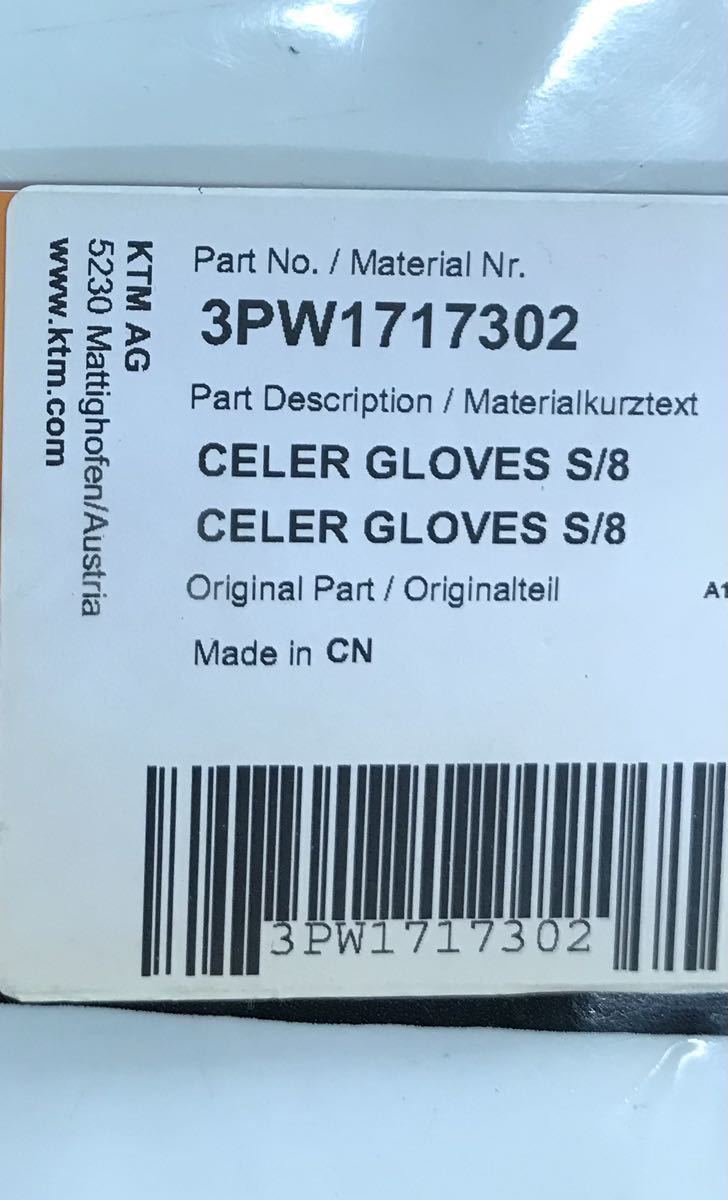 KTM AG
5230 Mattighofen/Austria
www.ktm.com
Part No. / Material Nr.
3PW1717302
Part Description / Materialkurztext
CELER GLOVES S/8
CELER GLOVES S/8
Original Part / Originalteil
A1
Made in CN
3PW1717302